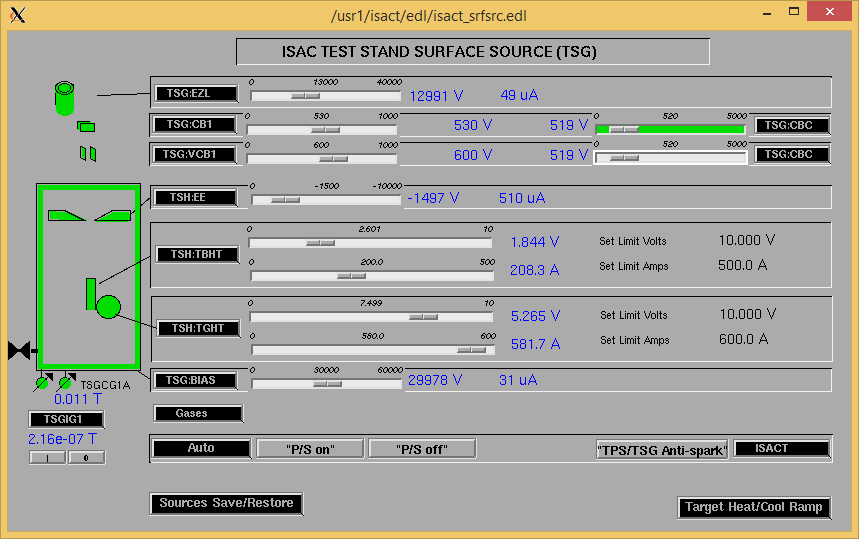 /usr1/isact/edl/isact_srfsrc.edl
ISAC TEST STAND SURFACE SOURCE (TSG)
TSG:EZL 0 13000 40000 12991 V 49 uA
TSG:CB1 0 530 1000 530 V 519 V 0 520 5000 TSG:CBC
TSG:VCB1 0 600 1000 600 V 519 V 0 520 5000 TSG:CBC
TSH:EE 0 -1500 -10000 -1497 V 510 uA
TSH:TBHT
0 2.601 10 1.844 V Set Limit Volts 10.000 V
0 200.0 500 208.3 A Set Limit Amps 500.0 A
TSH:TGHT
0 7.499 10 5.265 V Set Limit Volts 10.000 V
0 580.0 600 581.7 A Set Limit Amps 600.0 A
TSG:BIAS 0 30000 60000 29978 V 31 uA
TSGCG1A
0.011 T
TSGIG1
2.16e-07 T
I 0
Gases
Auto "P/S on" "P/S off" "TPS/TSG Anti-spark" ISACT
Sources Save/Restore
Target Heat/Cool Ramp